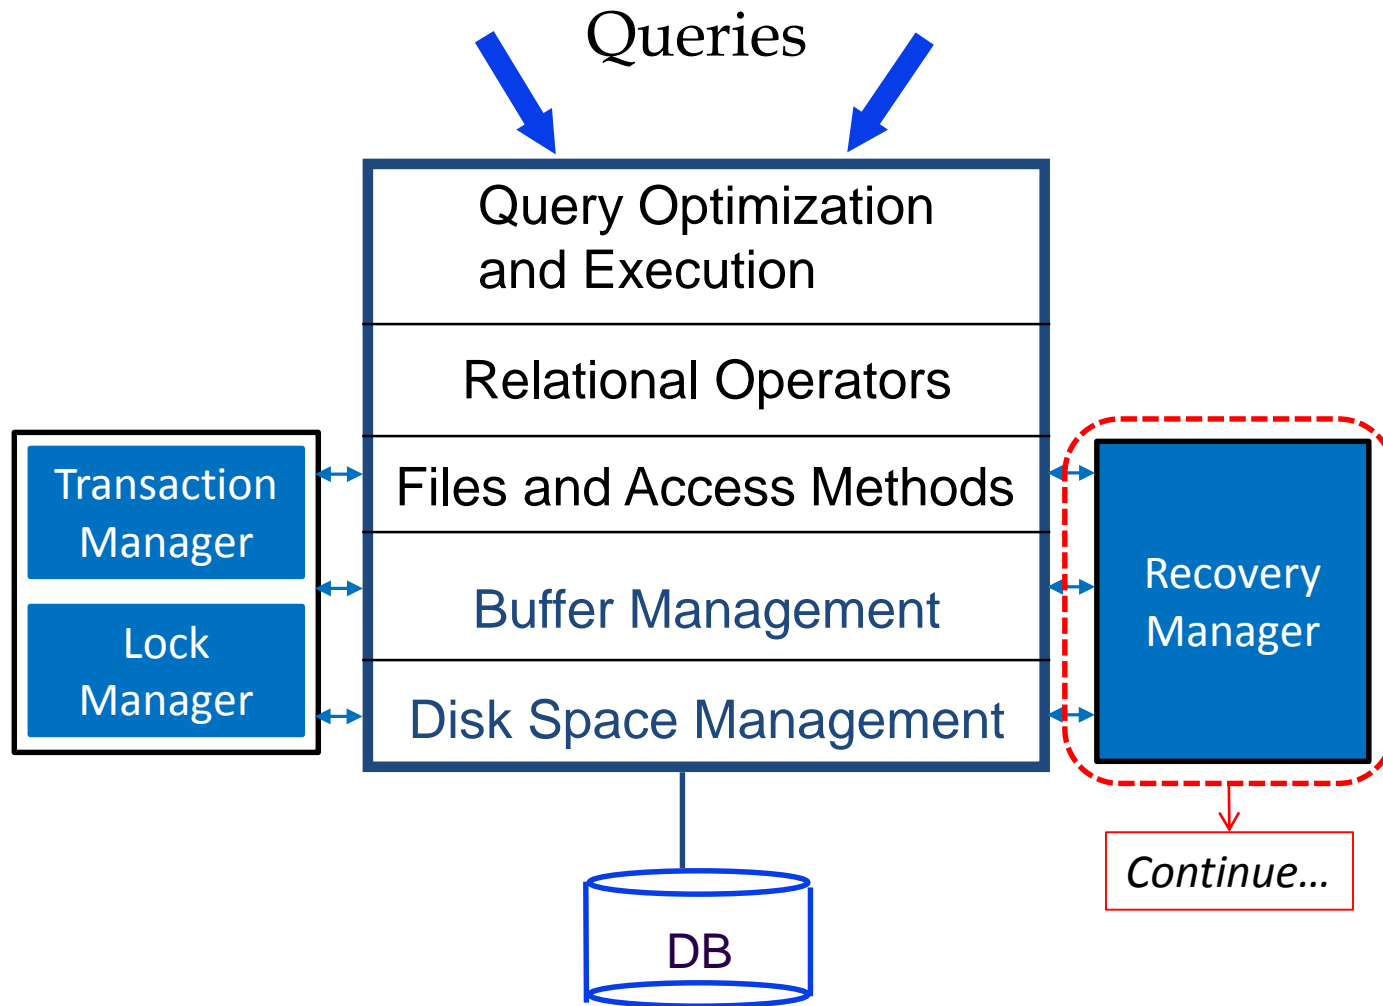 Queries
Query Optimization
and Execution
Relational Operators
Files and Access Methods
Buffer Management
Disk Space Management
Transaction
Manager
Lock
Manager
Recovery
Manager
Continue…
DB